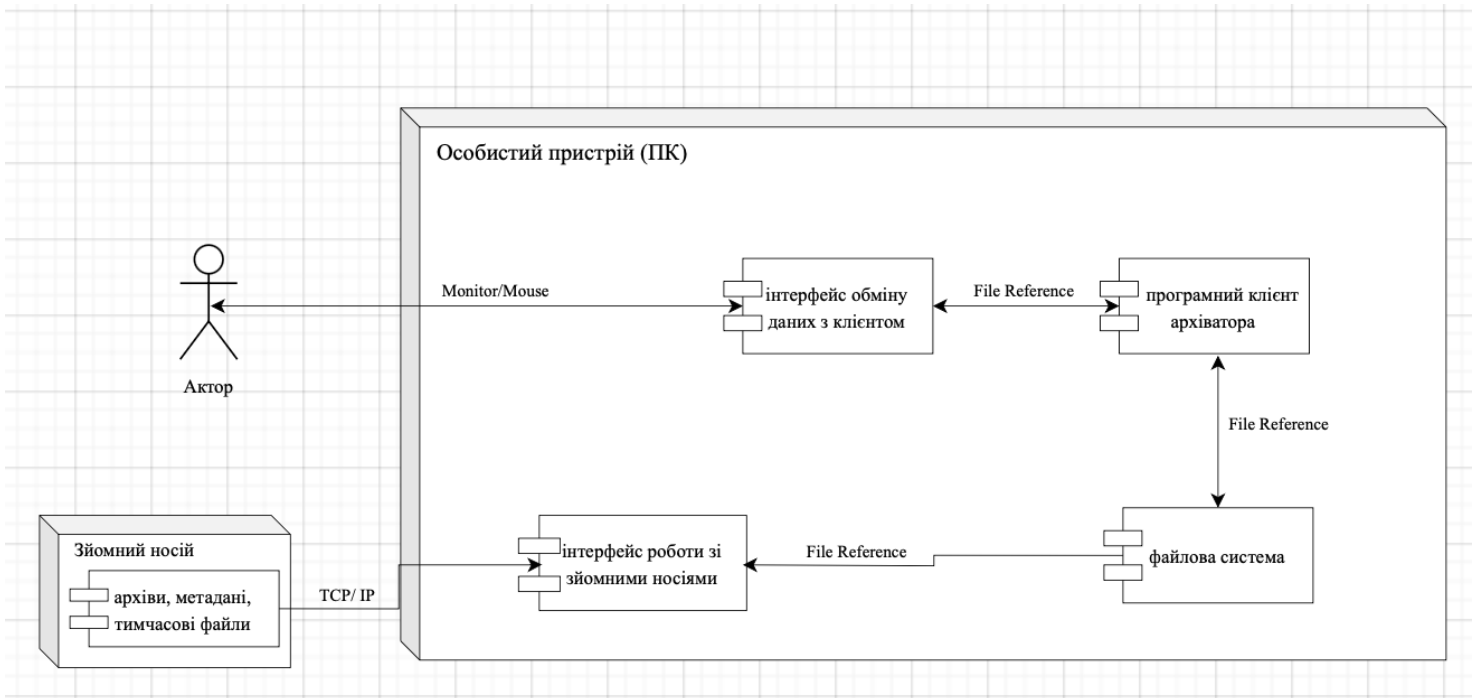 Особистий пристрій (ПК)
Monitor/Mouse
інтерфейс обміну
даних з клієнтом
File Reference
програмний клієнт
архіватора
Актор
File Reference
Зйомний носій
архіви, метадані,
тимчасові файли
TCP/ IP
інтерфейс роботи зі
зйомними носіями
File Reference
файлова система